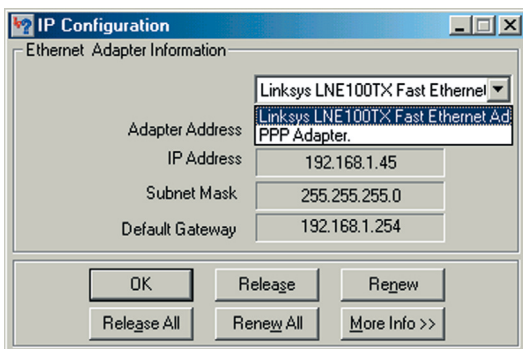 IP Configuration
Ethernet Adapter Information
Linksys LNE100TX Fast Ethernet
Linksys LNE100TX Fast Ethernet Ad
PPP Adapter.
Adapter Address
IP Address 192.168.1.45
Subnet Mask 255.255.255.0
Default Gateway 192.168.1.254
OK Release Renew
Release All Renew All More Info >>